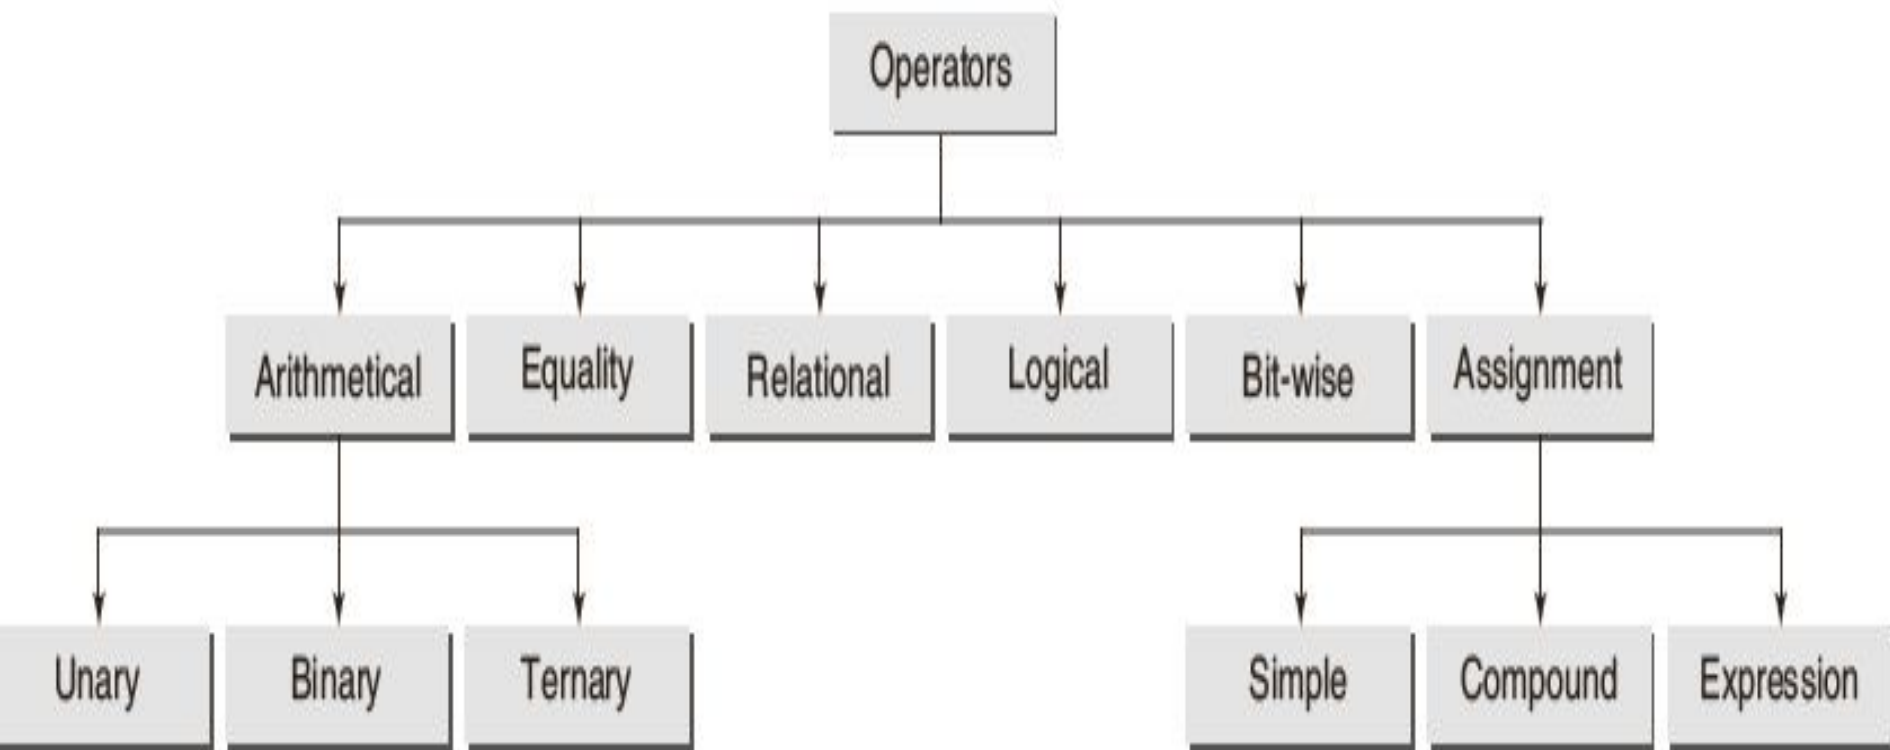 Operators
Arithmetical
Equality
Relational
Logical
Bit-wise
Assignment
Unary
Binary
Ternary
Simple
Compound
Expression